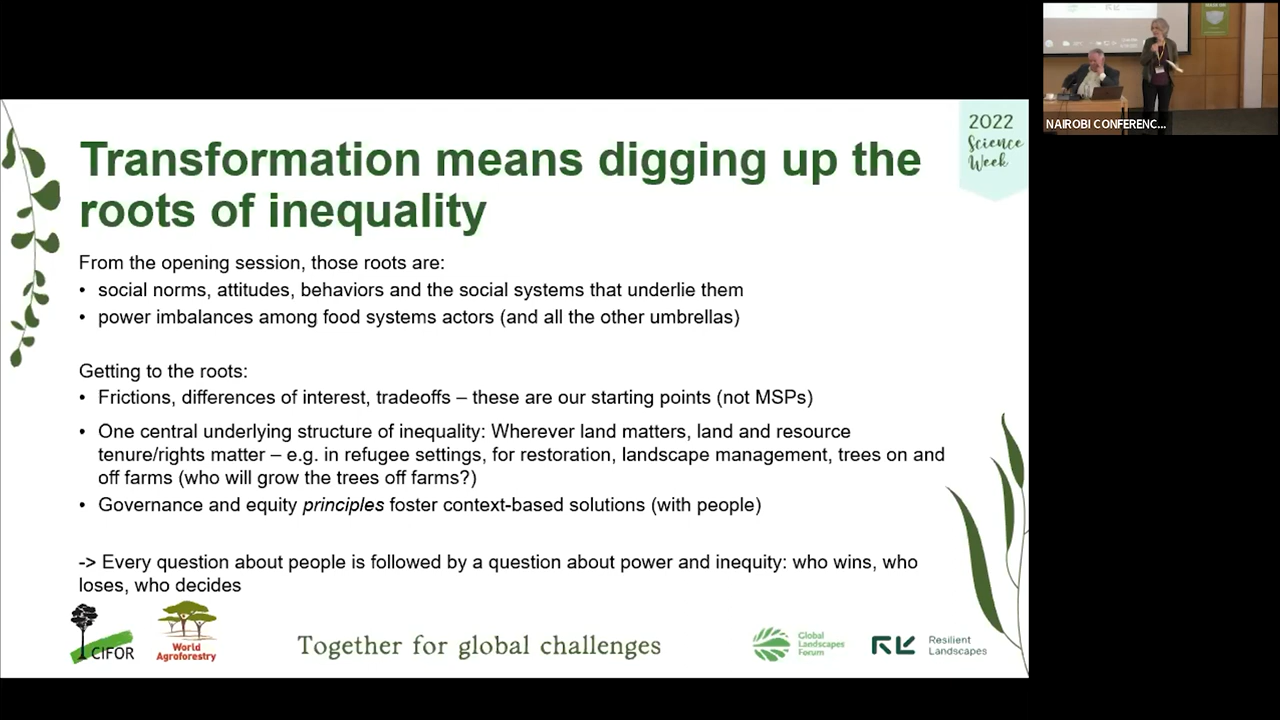 Transformation means digging up the
roots of inequality
2022
Science
Week
From the opening session, those roots are:
• social norms, attitudes, behaviors and the social systems that underlie them
• power imbalances among food systems actors (and all the other umbrellas)
Getting to the roots:
• Frictions, differences of interest, tradeoffs – these are our starting points (not MSPs)
• One central underlying structure of inequality: Wherever land matters, land and resource
tenure/rights matter – e.g. in refugee settings, for restoration, landscape management, trees on and
off farms (who will grow the trees off farms?)
• Governance and equity principles foster context-based solutions (with people)
-> Every question about people is followed by a question about power and inequity: who wins, who
loses, who decides
CIFOR
World
Agroforestry
Together for global challenges
Global
Landscapes
Forum
Resilient
Landscapes
NAIROBI CONFERENC...